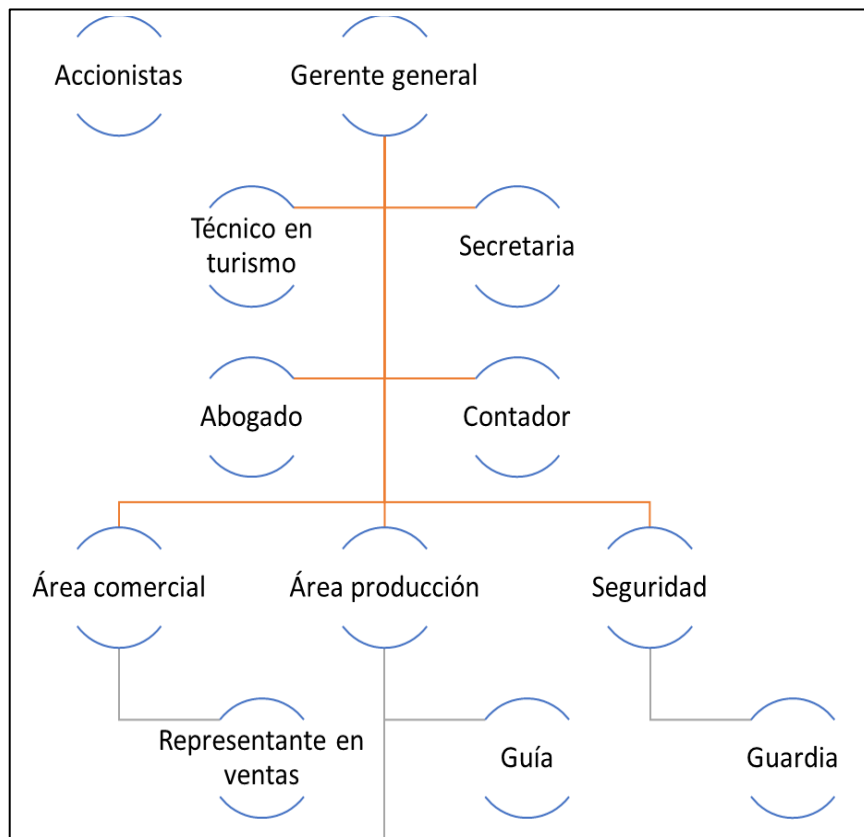 Accionistas
Gerente general
Técnico en
turismo
Secretaria
Abogado
Contador
Área comercial
Área producción
Seguridad
Representante en
ventas
Guía
Guardia